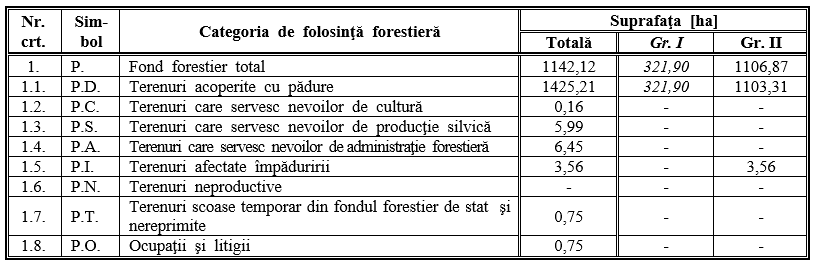 Nr. crt. Sim- bol Categoria de folosință forestieră Suprafața [ha]
Totală Gr. I Gr. II
1. P. Fond forestier total 1142,12 321,90 1106,87
1.1. P.D. Terenuri acoperite cu pădure 1425,21 321,90 1103,31
1.2. P.C. Terenuri care servesc nevoilor de cultură 0,16 - -
1.3. P.S. Terenuri care servesc nevoilor de producţie silvică 5,99 - -
1.4. P.A. Terenuri care servesc nevoilor de administraţie forestieră 6,45 - -
1.5. P.I. Terenuri afectate împăduririi 3,56 - 3,56
1.6. P.N. Terenuri neproductive - - -
1.7. P.T. Terenuri scoase temporar din fondul forestier de stat şi
nereprimite 0,75 - -
1.8. P.O. Ocupaţii şi litigii 0,75 - -